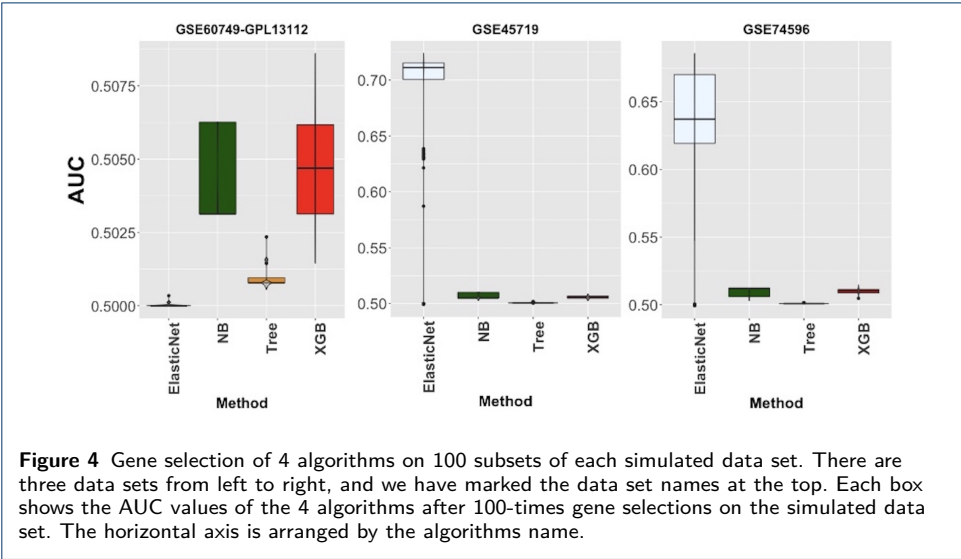 GSE60749-GPL13112
GSE45719
GSE74596
AUC
0.5075
0.5050
0.5025
0.5000
0.70
0.65
0.60
0.55
0.50
0.65
0.60
0.55
0.50
ElasticNet
NB
Tree
XGB
Method
ElasticNet
NB
Tree
XGB
Method
ElasticNet
NB
Tree
XGB
Method
Figure 4 Gene selection of 4 algorithms on 100 subsets of each simulated data set. There are
three data sets from left to right, and we have marked the data set names at the top. Each box
shows the AUC values of the 4 algorithms after 100-times gene selections on the simulated data
set. The horizontal axis is arranged by the algorithms name.